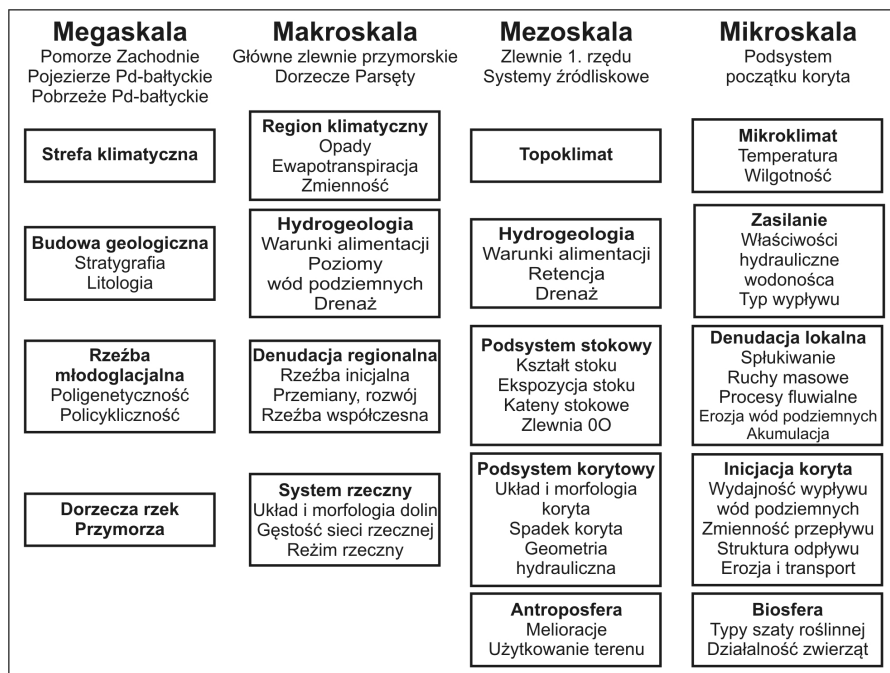 Megaskala
Pomorze Zachodnie
Pojezierze Pd-bałtyckie
Pobrzeże Pd-bałtyckie
Strefa klimatyczna
Budowa geologiczna
Stratygrafia
Litologia
Rzeźba
młodoglacjalna
Poligenetyczność
Policykliczność
Dorzecza rzek
Przymorza
Makroskala
Główne zlewnie przymorskie
Dorzecze Parsęty
Region klimatyczny
Opady
Ewapotranspiracja
Zmienność
Hydrogeologia
Warunki alimentacji
Poziomy
wód podziemnych
Drenaż
Denudacja regionalna
Rzeźba inicjalna
Przemiany, rozwój
Rzeźba współczesna
System rzeczny
Układ i morfologia dolin
Gęstość sieci rzecznej
Reżim rzeczny
Mezoskala
Zlewnie 1. rzędu
Systemy źródliskowe
Topoklimat
Hydrogeologia
Warunki alimentacji
Retencja
Drenaż
Podsystem stokowy
Kształt stoku
Ekspozycja stoku
Kateny stokowe
Zlewnia 0O
Podsystem korytowy
Układ i morfologia
koryta
Spadek koryta
Geometria
hydrauliczna
Antroposfera
Melioracje
Użytkowanie terenu
Mikroskala
Podsystem
początku koryta
Mikroklimat
Temperatura
Wilgotność
Zasilanie
Właściwości
hydrauliczne
wodonośca
Typ wypływu
Denudacja lokalna
Spłukiwanie
Ruchy masowe
Procesy fluwialne
Erozja wód podziemnych
Akumulacja
Inicjacja koryta
Wydajność wypływu
wód podziemnych
Zmienność przepływu
Struktura odpływu
Erozja i transport
Biosfera
Typy szaty roślinnej
Działalność zwierząt